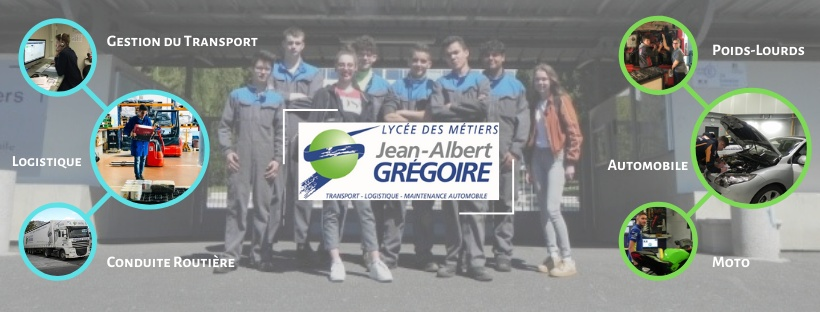 Gestion du Transport
Logistique
Conduite Routière
LYCÉE DES MÉTIERS
Jean-Albert
GRÉGOIRE
TRANSPORT - LOGISTIQUE - MAINTENANCE AUTOMOBILE
Poids-Lourds
Automobile
Moto